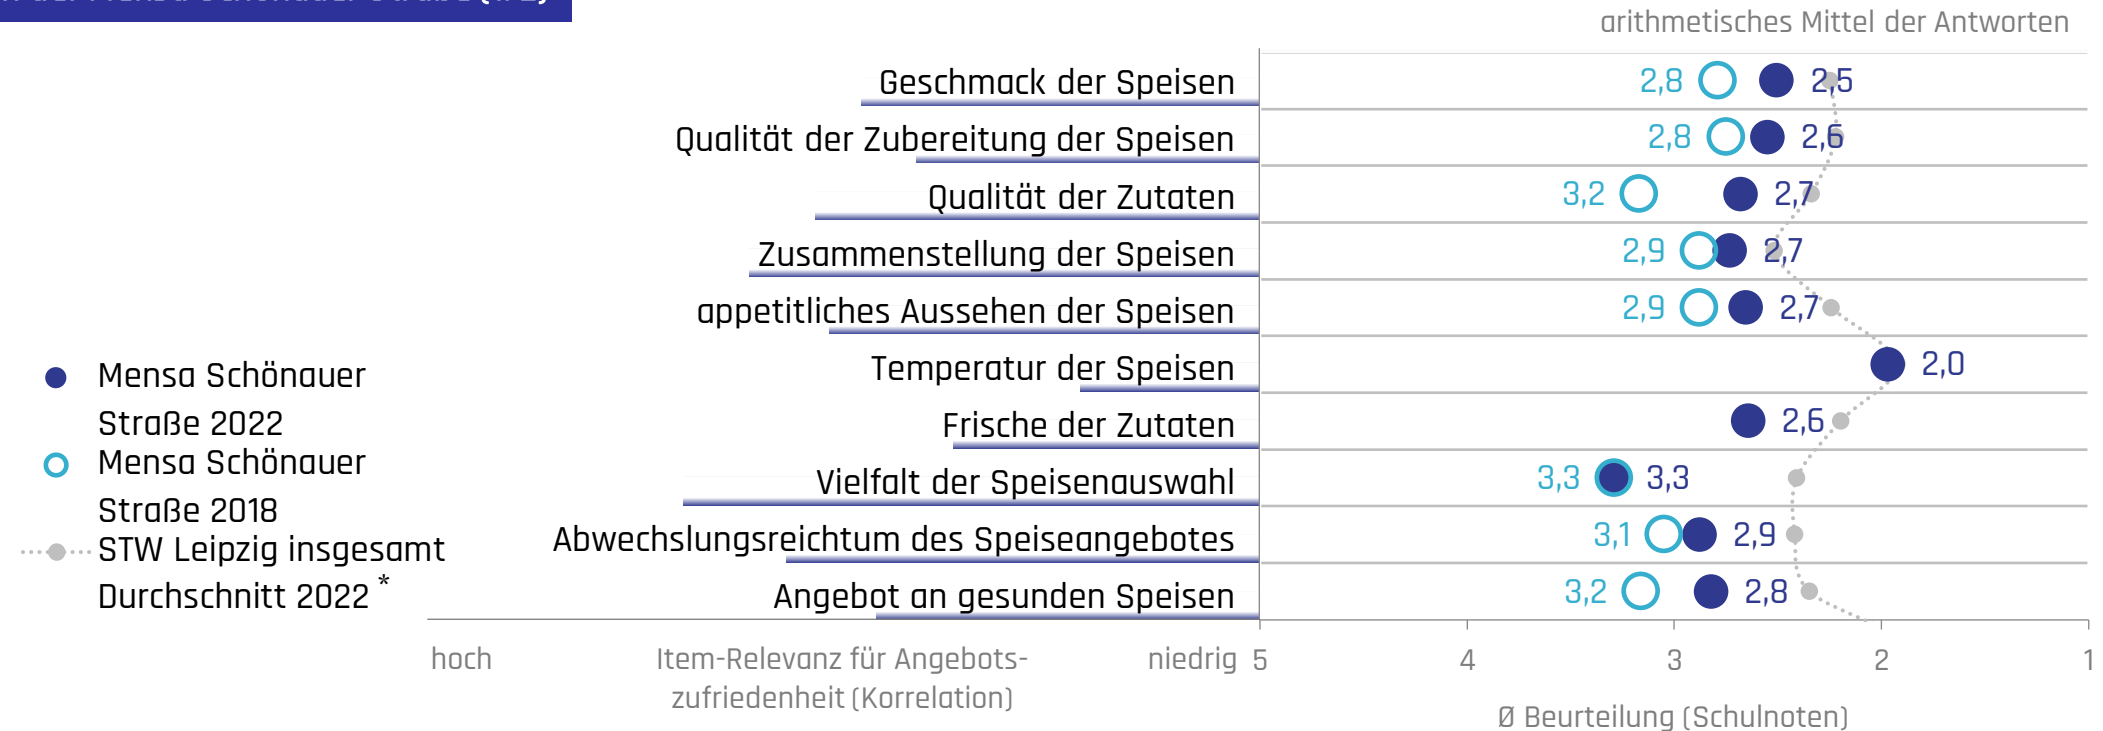 arithmetisches Mittel der Antworten
Geschmack der Speisen 2,8 2,5
Qualität der Zubereitung der Speisen 2,8 2,6
Qualität der Zutaten 3,2 2,7
Zusammenstellung der Speisen 2,9 2,7
appetitliches Aussehen der Speisen 2,9 2,7
Temperatur der Speisen 2,0
Frische der Zutaten 2,6
Vielfalt der Speisenauswahl 3,3 3,3
Abwechslungsreichtum des Speiseangebotes 3,1 2,9
Angebot an gesunden Speisen 3,2 2,8
Mensa Schönauer
Straße 2022
Mensa Schönauer
Straße 2018
STW Leipzig insgesamt
Durchschnitt 2022 *
hoch Item-Relevanz für Angebots- niedrig 5 4 3 2 1
zufriedenheit (Korrelation)
Ø Beurteilung (Schulnoten)